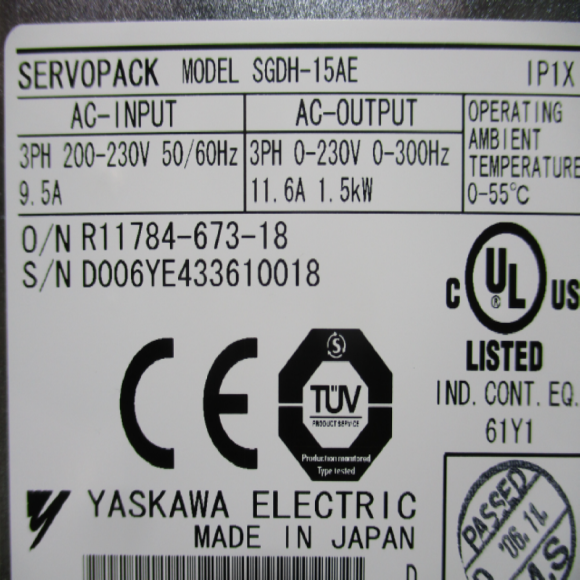 SERVOPACK MODEL SGDH-15AE IP1X
AC-INPUT AC-OUTPUT OPERATING
AMBIENT
TEMPERATURE
0-55°C
3PH 200-230V 50/60Hz 3PH 0-230V 0-300Hz
9.5A 11.6A 1.5kW
O/N R11784-673-18
S/N D006YE433610018
C UL US
®
LISTED
IND. CONT. EQ.
61Y1
CE
S
TÜV
PRODUCT SERVICE
Production monitored
Type tested
YASKAWA ELECTRIC
MADE IN JAPAN
PASSED
'06.11.
D